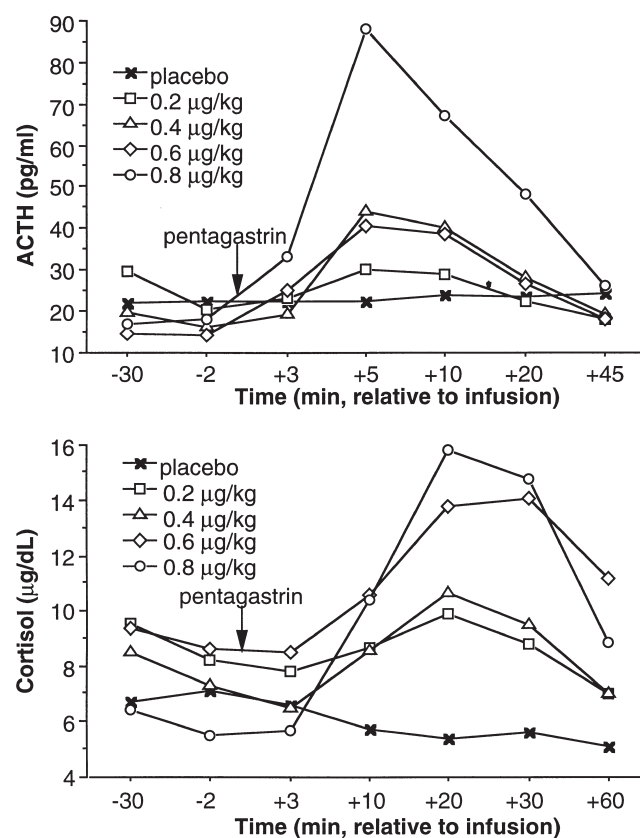 90
80
70
60
50
40
30
20
10
ACTH (pg/ml)
placebo
0.2 µg/kg
0.4 µg/kg
0.6 µg/kg
0.8 µg/kg
pentagastrin
-30 -2 +3 +5 +10 +20 +45
Time (min, relative to infusion)
16
14
12
10
8
6
4
Cortisol (µg/dL)
placebo
0.2 µg/kg
0.4 µg/kg
0.6 µg/kg
0.8 µg/kg
pentagastrin
-30 -2 +3 +10 +20 +30 +60
Time (min, relative to infusion)